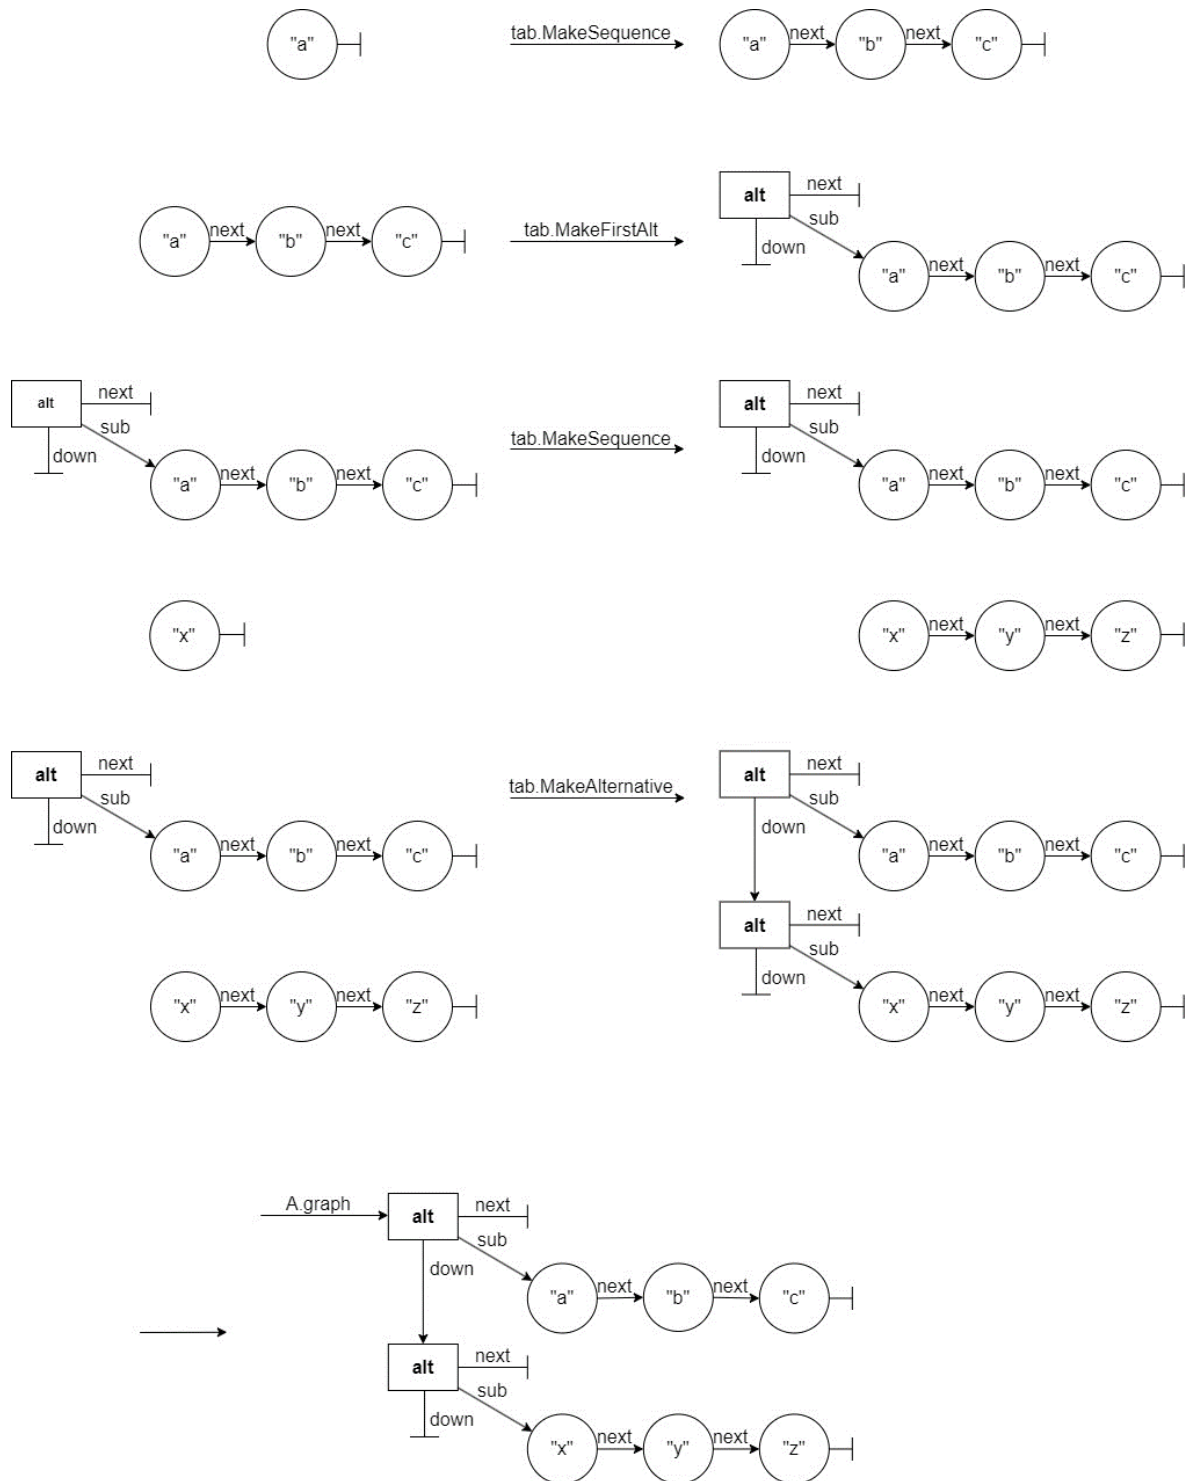 "a" tab.MakeSequence "a" next "b" next "c"
alt next
sub
"a" next "b" next "c" tab.MakeFirstAlt down
"a" next "b" next "c"
alt next alt next
sub sub
down tab.MakeSequence down
"a" next "b" next "c" "a" next "b" next "c"
"x" "x" next "y" next "z"
alt next alt next
tab.MakeAlternative
sub sub
down down
"a" next "b" next "c" "a" next "b" next "c"
alt next
sub
down
"x" next "y" next "z" "x" next "y" next "z"
A.graph alt next
sub
down
"a" next "b" next "c"
alt next
sub
down
"x" next "y" next "z"